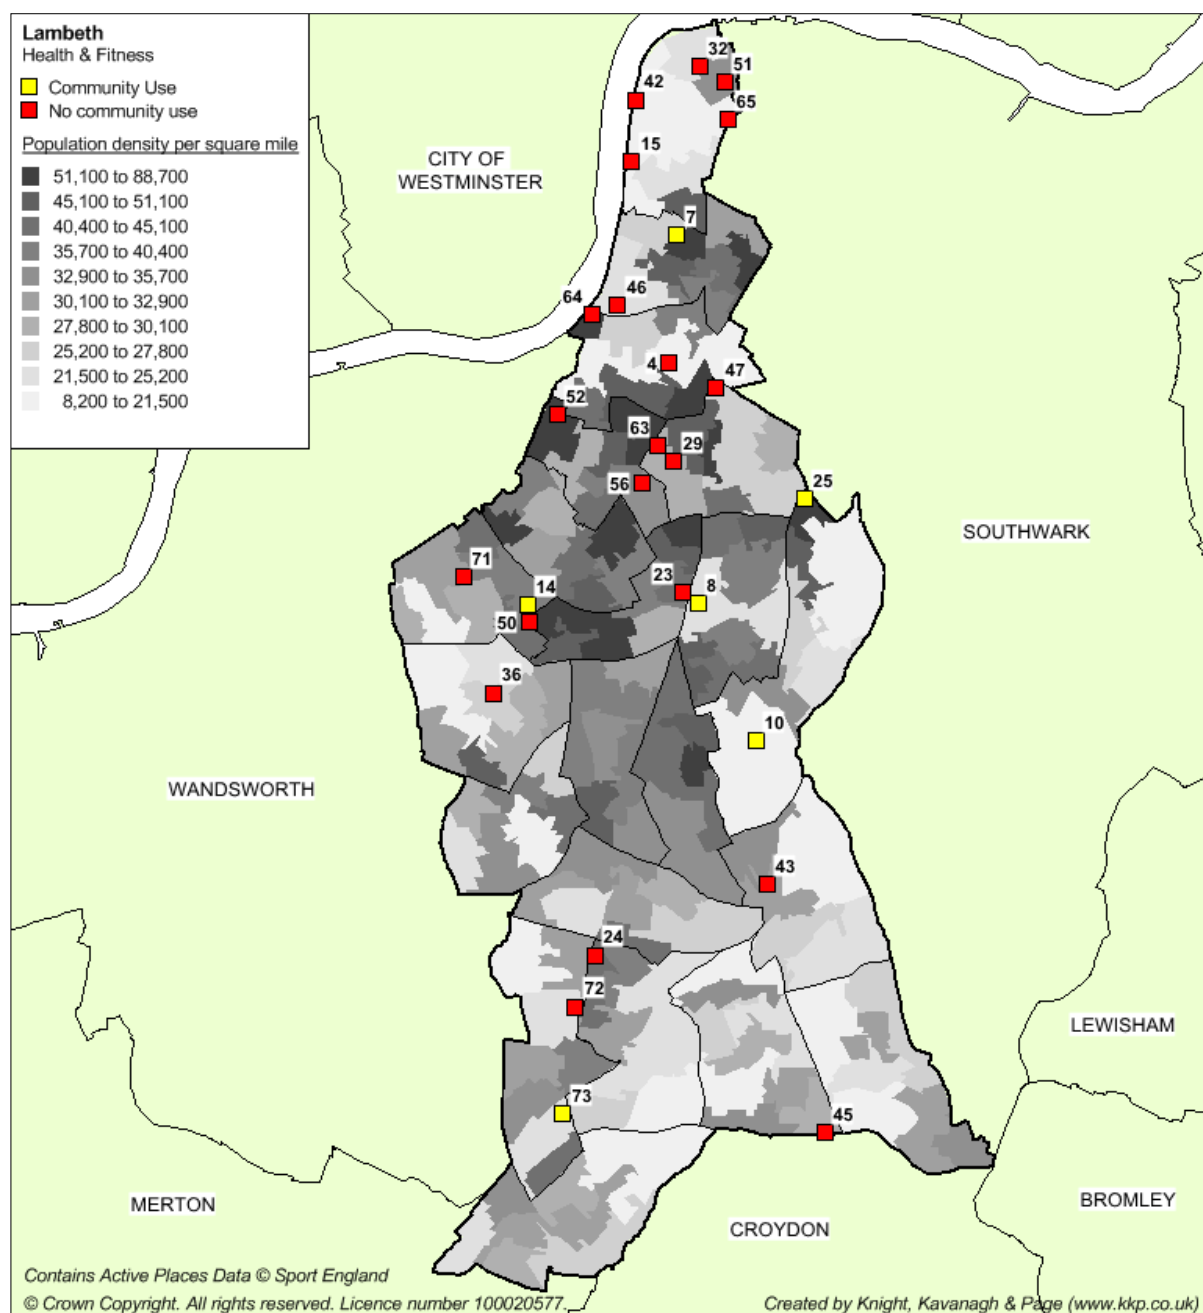 Lambeth
Health & Fitness
Community Use
No community use
Population density per square mile
51,100 to 88,700
45,100 to 51,100
40,400 to 45,100
35,700 to 40,400
32,900 to 35,700
30,100 to 32,900
27,800 to 30,100
25,200 to 27,800
21,500 to 25,200
8,200 to 21,500
32
51
42
65
15
CITY OF
WESTMINSTER
7
46
64
4
47
52
63
29
56
25
SOUTHWARK
71
14
23
8
50
36
10
WANDSWORTH
43
24
72
LEWISHAM
73
45
MERTON
BROMLEY
CROYDON
Contains Active Places Data © Sport England
© Crown Copyright. All rights reserved. Licence number 100020577.
Created by Knight, Kavanagh & Page (www.kkp.co.uk)